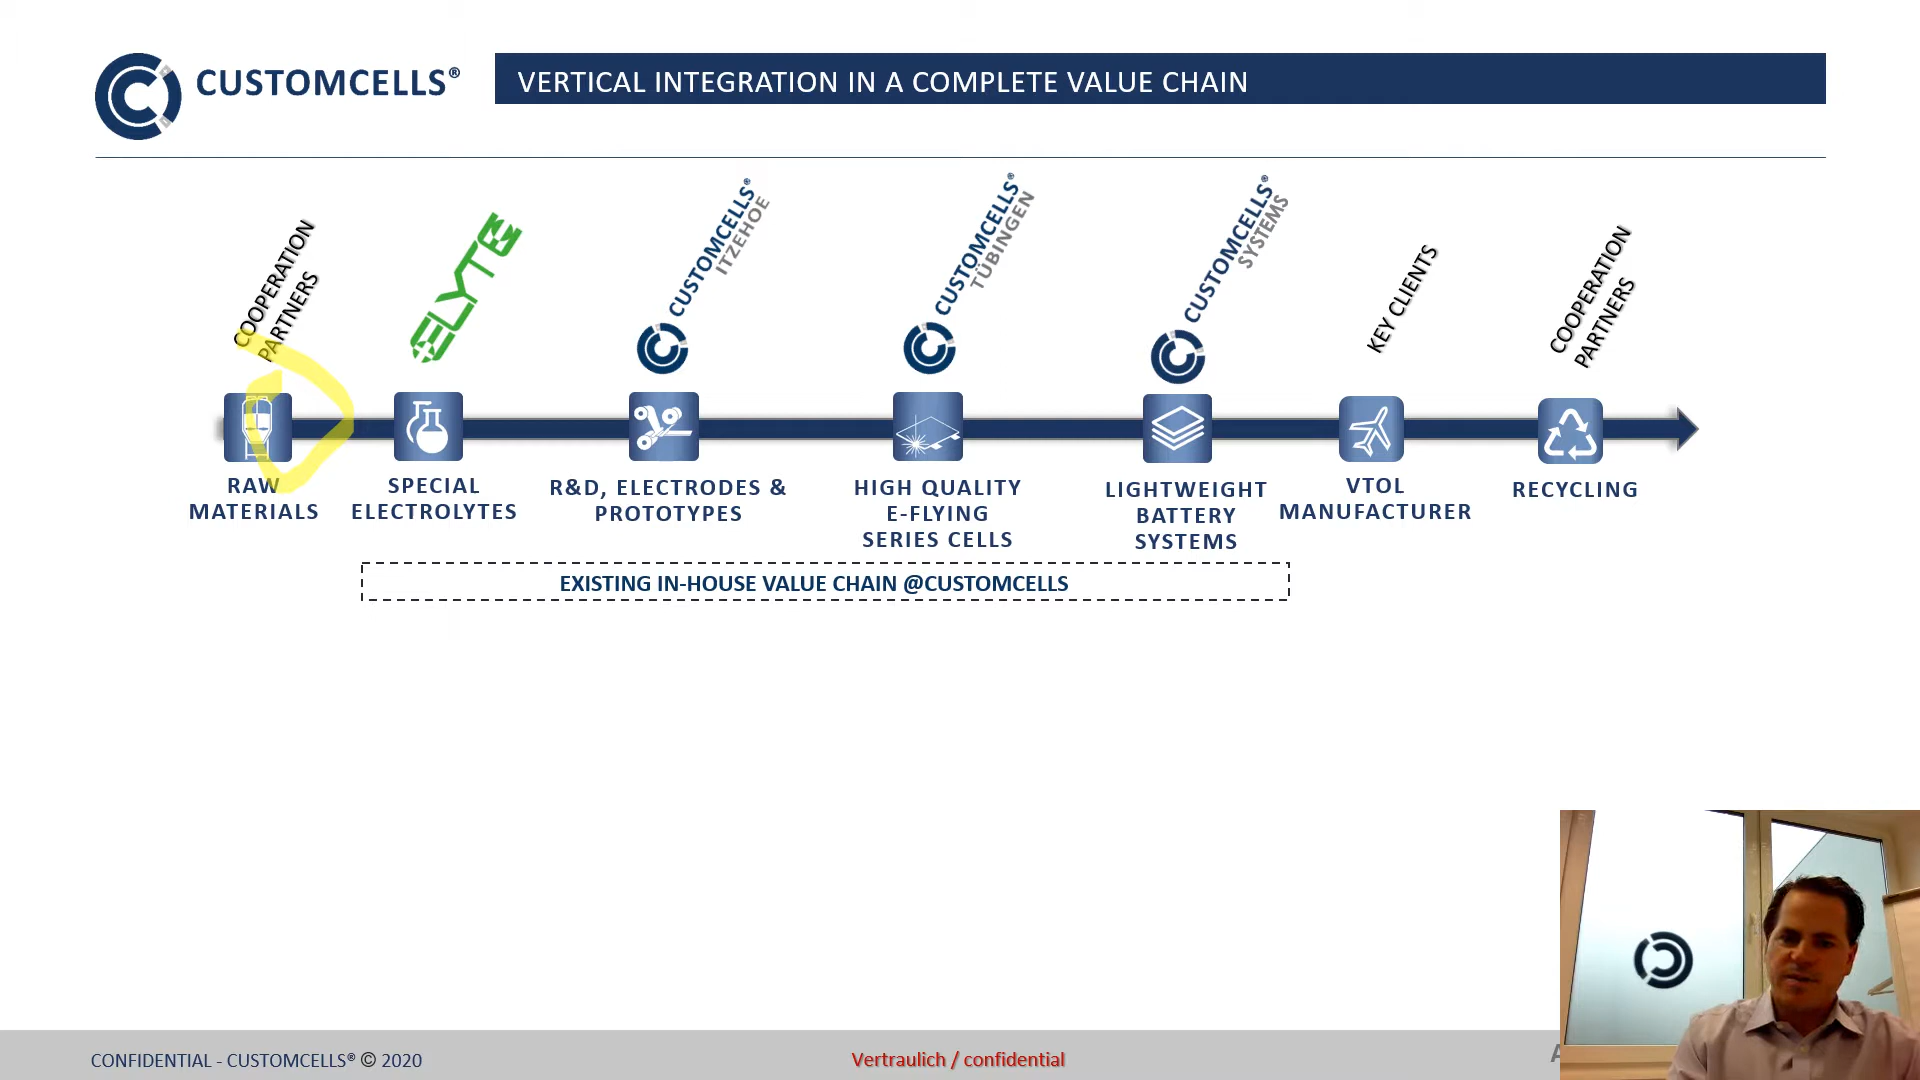 CUSTOMCELLS®
VERTICAL INTEGRATION IN A COMPLETE VALUE CHAIN
COOPERATION
PARTNERS
ELYTE
CUSTOMCELLS®
ITZEHOE
CUSTOMCELLS®
TÜBINGEN
CUSTOMCELLS®
SYSTEMS
KEY CLIENTS
COOPERATION
PARTNERS
RAW
MATERIALS
SPECIAL
ELECTROLYTES
R&D, ELECTRODES &
PROTOTYPES
HIGH QUALITY
E-FLYING
SERIES CELLS
LIGHTWEIGHT
BATTERY
SYSTEMS
VTOL
MANUFACTURER
RECYCLING
EXISTING IN-HOUSE VALUE CHAIN @CUSTOMCELLS
CONFIDENTIAL - CUSTOMCELLS® © 2020
Vertraulich / confidential